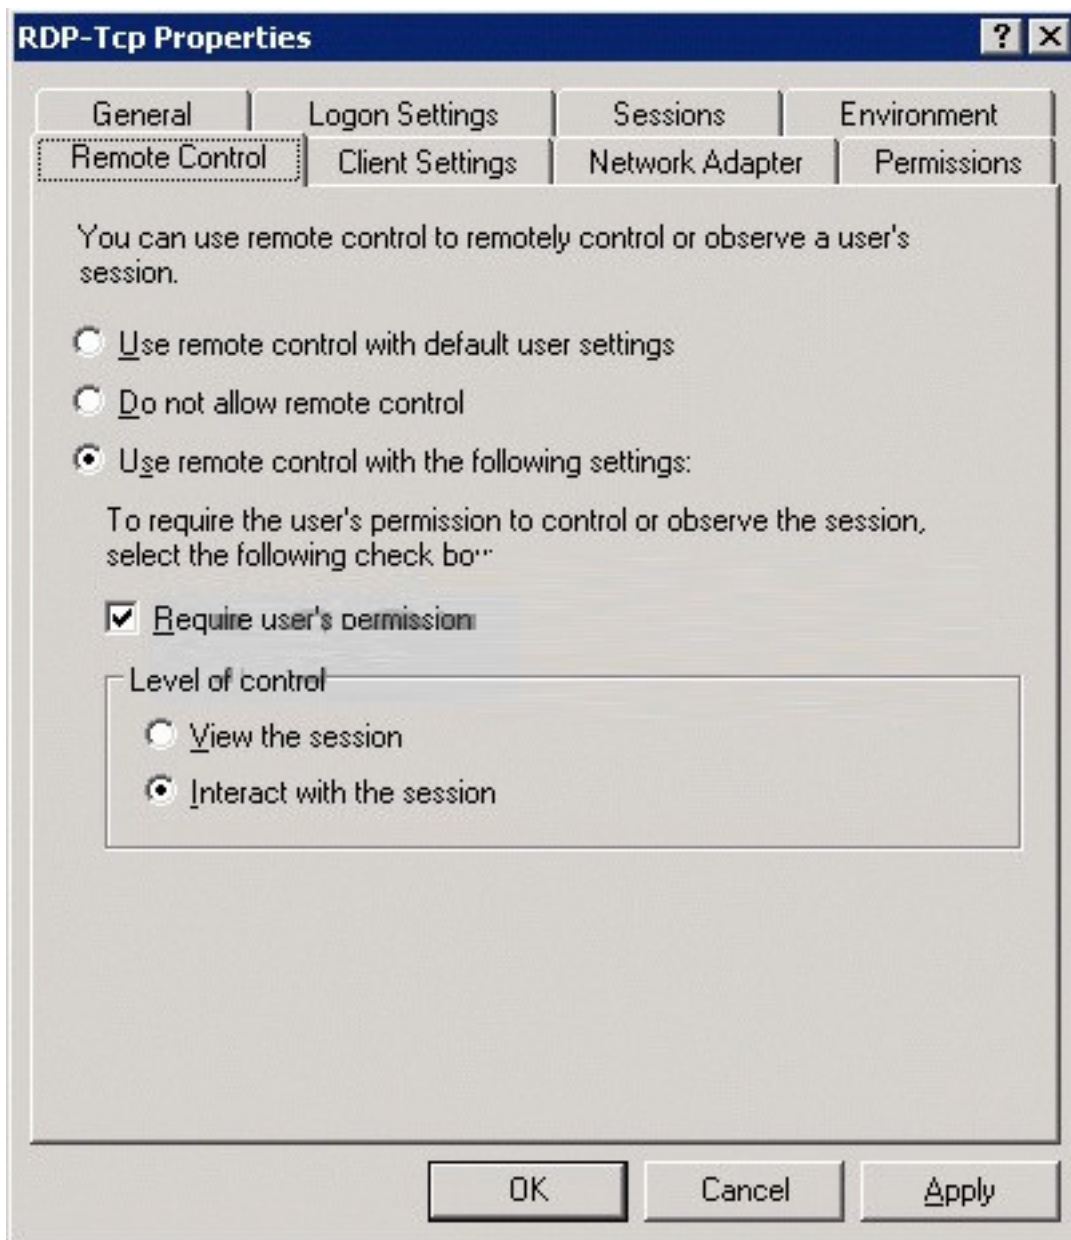 RDP-Tcp Properties
General Logon Settings Sessions Environment
Remote Control Client Settings Network Adapter Permissions
You can use remote control to remotely control or observe a user's
session.
Use remote control with default user settings
Do not allow remote control
Use remote control with the following settings:
To require the user's permission to control or observe the session,
select the following check
Require user's permission
Level of control
View the session
Interact with the session
OK Cancel Apply